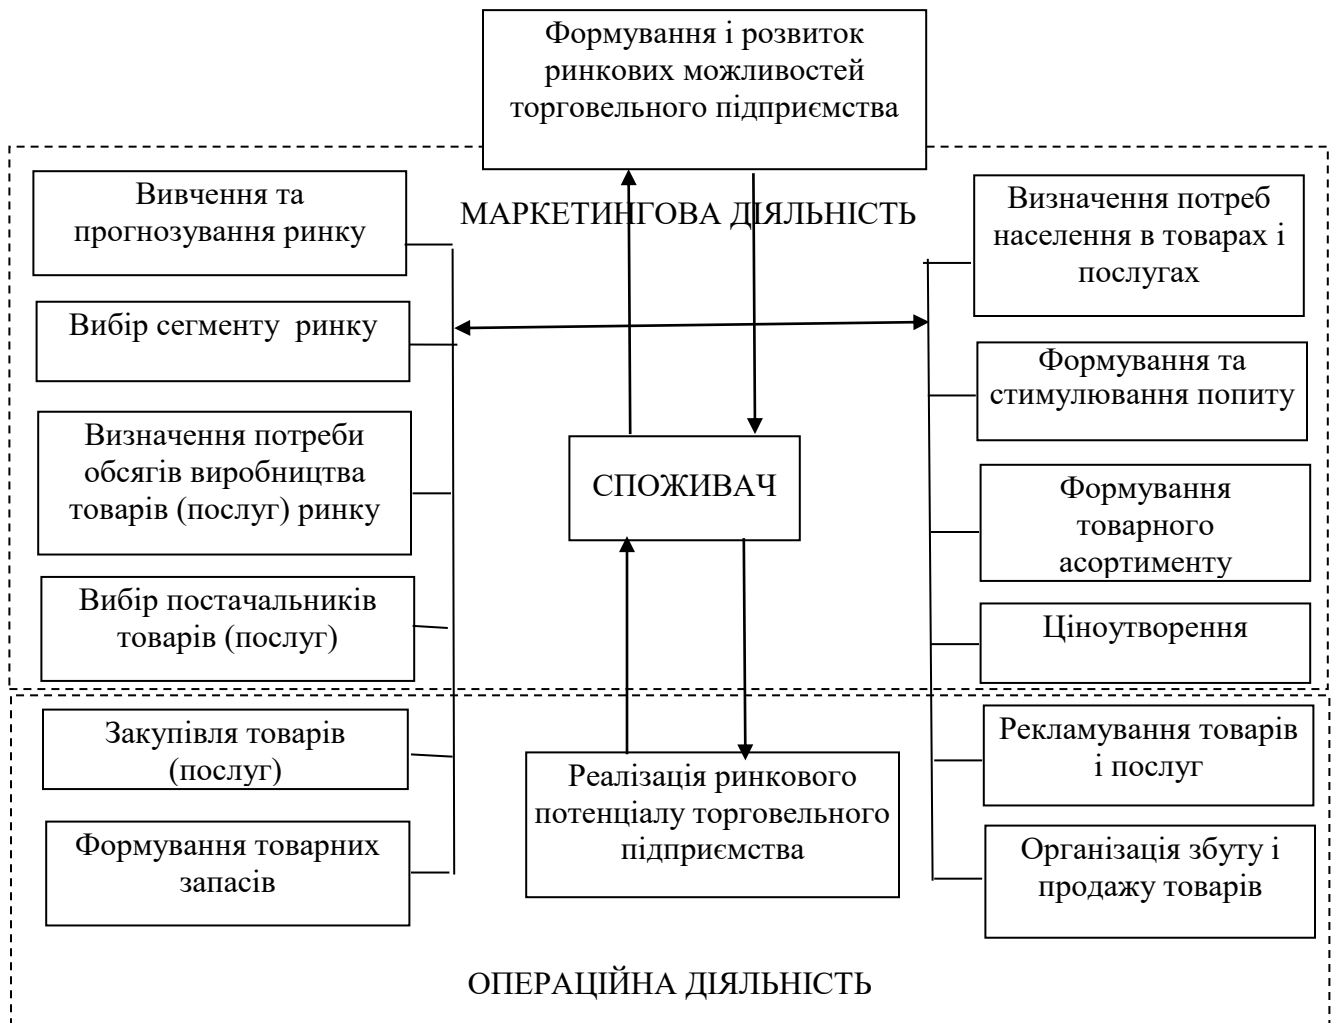 Формування і розвиток
ринкових можливостей
торговельного підприємства
МАРКЕТИНГОВА ДІЯЛЬНІСТЬ
Вивчення та
прогнозування ринку
Вибір сегменту  ринку
Визначення потреби
обсягів виробництва
товарів (послуг) ринку
Вибір постачальників
товарів (послуг)
Закупівля товарів
(послуг)
Формування товарних
запасів
СПОЖИВАЧ
Реалізація ринкового
потенціалу торговельного
підприємства
Визначення потреб
населення в товарах і
послугах
Формування та
стимулювання попиту
Формування
товарного
асортименту
Ціноутворення
Рекламування товарів
і послуг
Організація збуту і
продажу товарів
ОПЕРАЦІЙНА ДІЯЛЬНІСТЬ